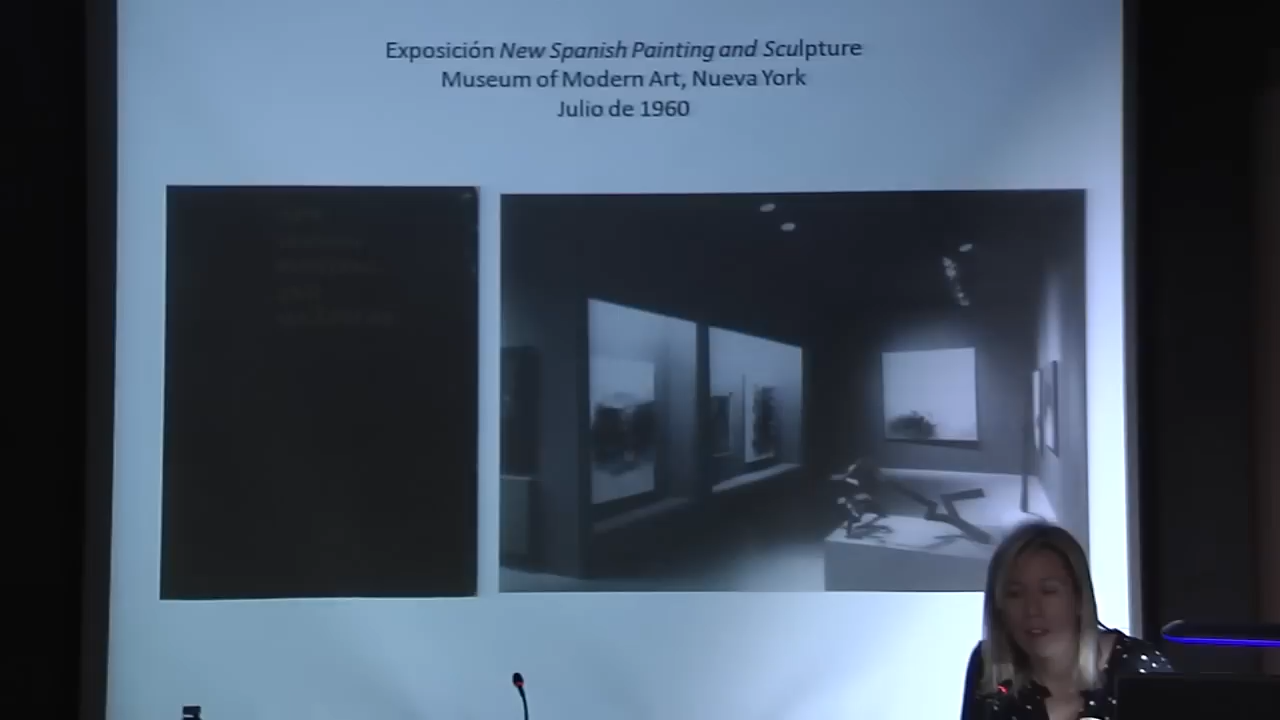 Exposición New Spanish Painting and Sculpture
Museum of Modern Art, Nueva York
Julio de 1960